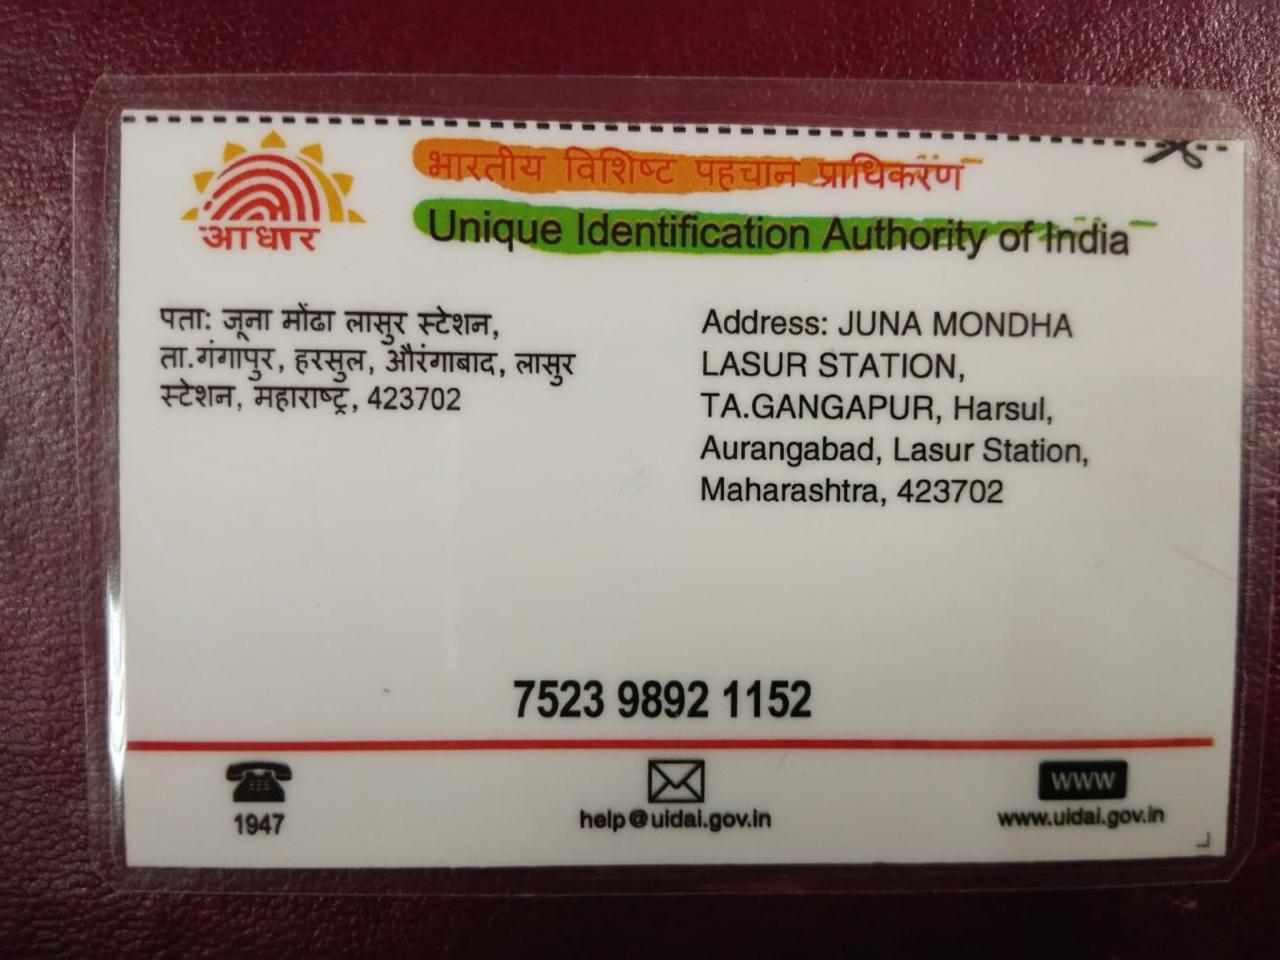 भारतीय विशिष्ट पहचान प्राधिकरण
आधार
Unique Identification Authority of India
पता: जूना मोंढा लासुर स्टेशन,
ता.गंगापुर, हरसुल, औरंगाबाद, लासुर
स्टेशन, महाराष्ट्र, 423702
Address: JUNA MONDHA
LASUR STATION,
TA.GANGAPUR, Harsul,
Aurangabad, Lasur Station,
Maharashtra, 423702
7523 9892 1152
WWW
1947
help@uidai.gov.in
www.uidai.gov.in